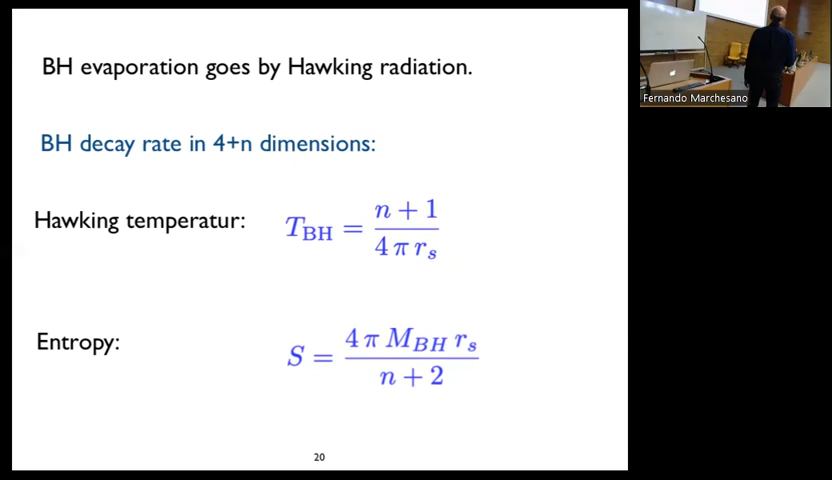 BH evaporation goes by Hawking radiation.
BH decay rate in 4+n dimensions:
Hawking temperatur: T_BH = (n + 1) / (4 π r_s)
Entropy: S = (4 π M_BH r_s) / (n + 2)
20
Fernando Marchesano